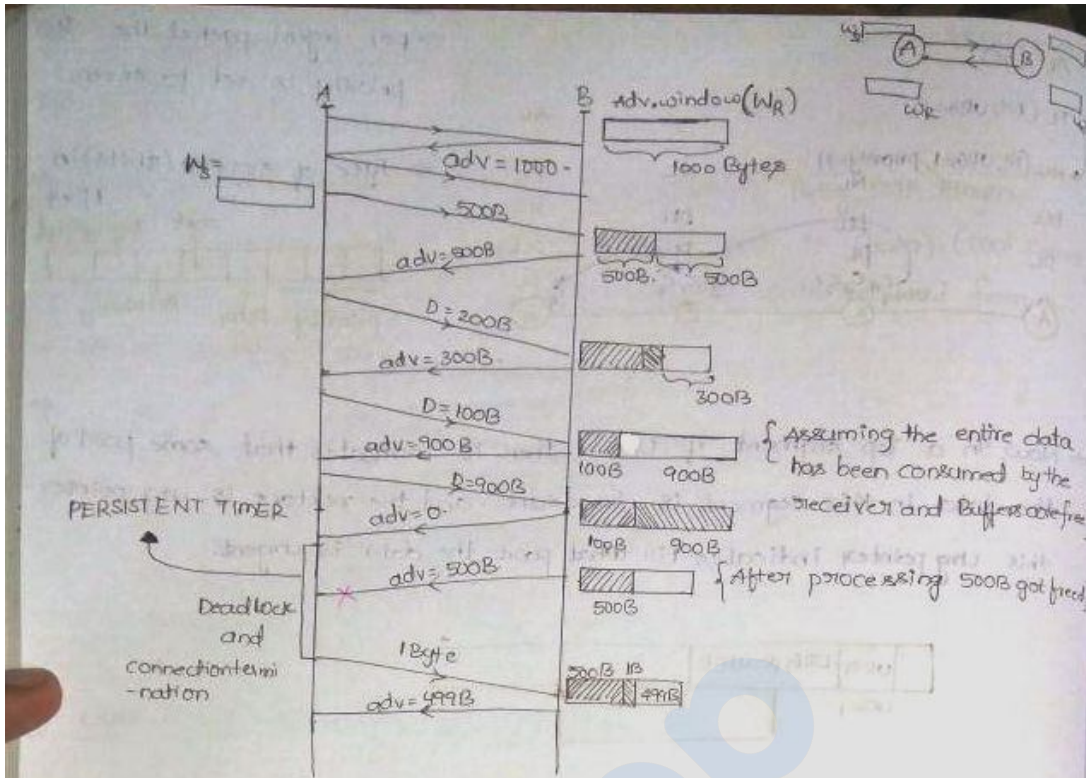 Ws
A
B
WR
A
B
Adv.window(WR)
adv=1000
1000 Bytes
Ws=
500B
adv=500B
500B
500B
D=200B
adv=300B
300B
D=100B
adv=900B
100B
900B
{ Assuming the entire data
has been consumed by the
receiver and Buffers are free
D=900B
PERSISTENT TIMER
adv=0
100B
900B
adv=500B
500B
{ After processing 500B got freed
Deadlock
and
connection termi
-nation
1 Byte
500B
1B
499B
adv=499B